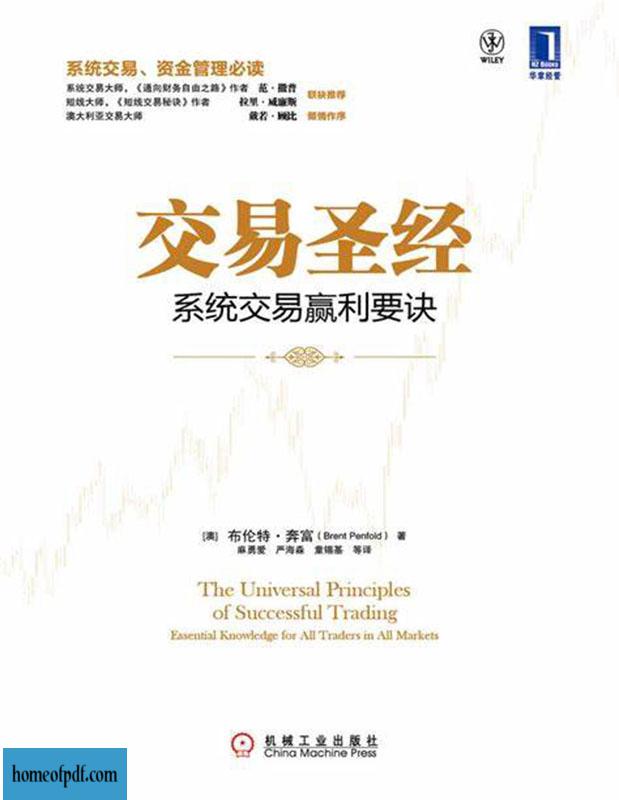 系统交易、资金管理必读
系统交易大师，《通向财务自由之路》作者 范·撒普
短线大师，《短线交易秘诀》作者 拉里·威廉斯
联袂推荐
澳大利亚交易大师 戴若·顾比 倾情作序
WILEY
HZ Books
华章经管
交易圣经
系统交易赢利要诀
[澳] 布伦特·奔富（Brent Penfold）著
麻勇爱 严海淼 童锡基 等译
The Universal Principles
of Successful Trading
Essential Knowledge for All Traders in All Markets
机械工业出版社
China Machine Press
homeofpdf.com